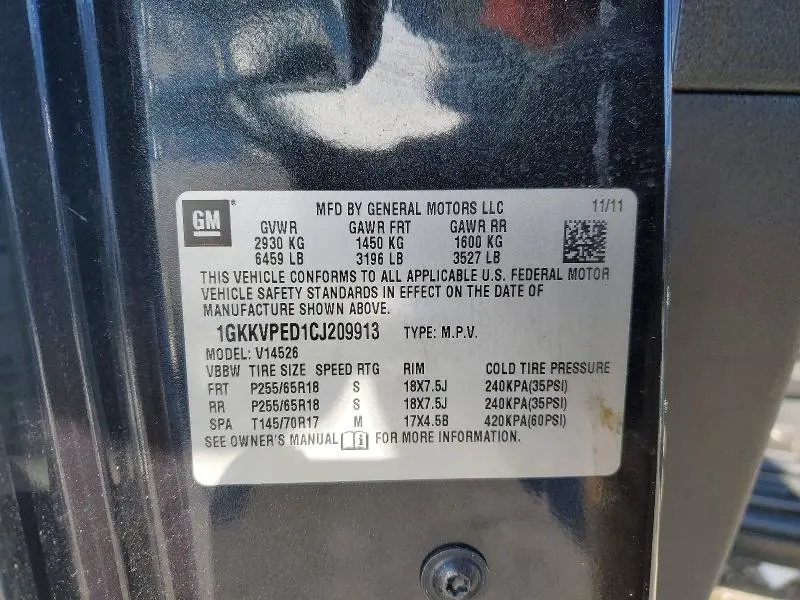 GM
®
MFD BY GENERAL MOTORS LLC 11/11
GVWR GAWR FRT GAWR RR
2930 KG 1450 KG 1600 KG
6459 LB 3196 LB 3527 LB
THIS VEHICLE CONFORMS TO ALL APPLICABLE U.S. FEDERAL MOTOR
VEHICLE SAFETY STANDARDS IN EFFECT ON THE DATE OF
MANUFACTURE SHOWN ABOVE.
1GKKVPED1CJ209913 TYPE: M.P.V.
MODEL: V14526
VBBW TIRE SIZE SPEED RTG RIM COLD TIRE PRESSURE
FRT P255/65R18 S 18X7.5J 240KPA(35PSI)
RR P255/65R18 S 18X7.5J 240KPA(35PSI)
SPA T145/70R17 M 17X4.5B 420KPA(60PSI)
SEE OWNER'S MANUAL i FOR MORE INFORMATION.